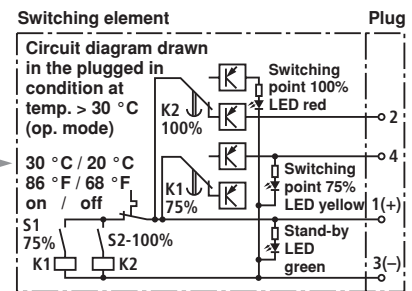 Switching element
Plug
Circuit diagram drawn
in the plugged in
condition at
temp. > 30 °C
(op. mode)
Switching
point 100%
LED red
K2
100%
2
4
30 °C / 20 °C
86 °F / 68 °F
on / off
K1
75%
Switching
point 75%
LED yellow
1(+)
S1
75%
S2-100%
Stand-by
LED
green
K1
K2
3(–)